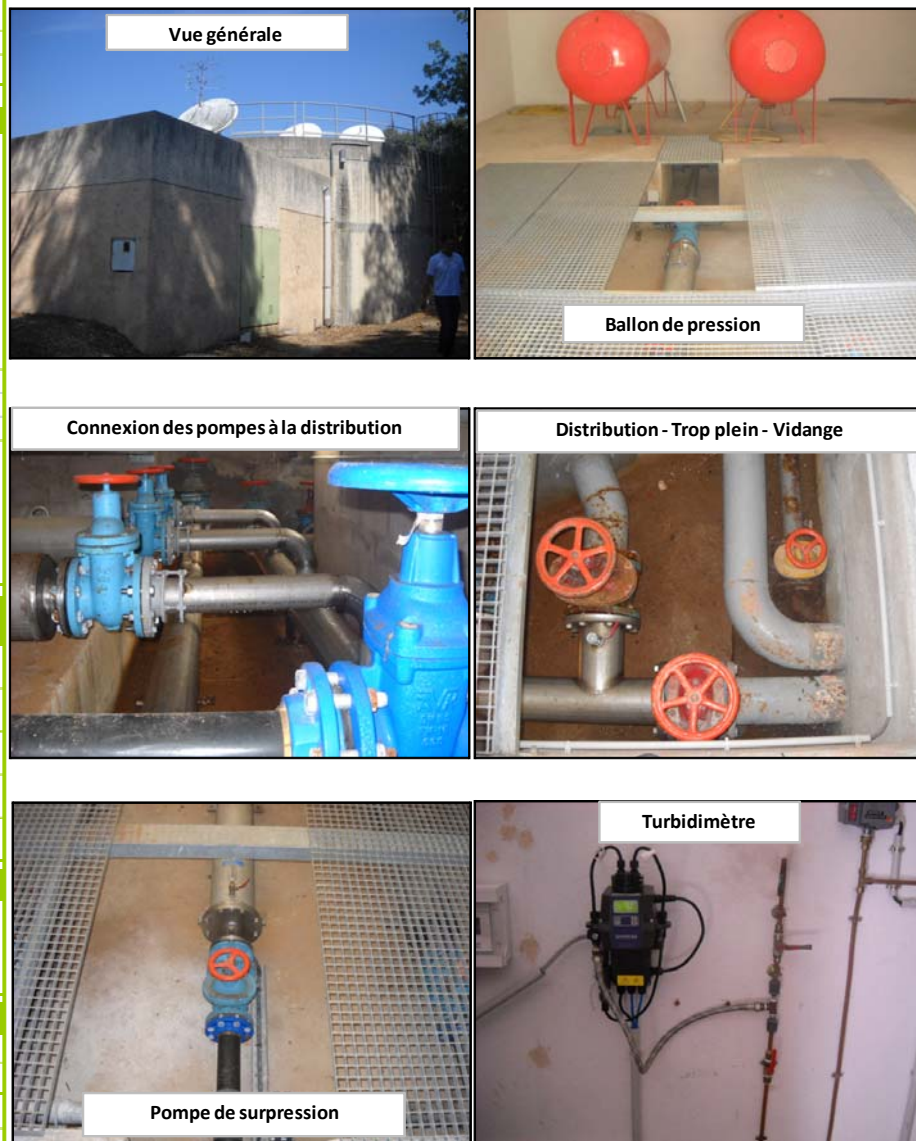 Vue générale
Ballon de pression
Connexion des pompes à la distribution
Distribution - Trop plein - Vidange
Pompe de surpression
Turbidimètre